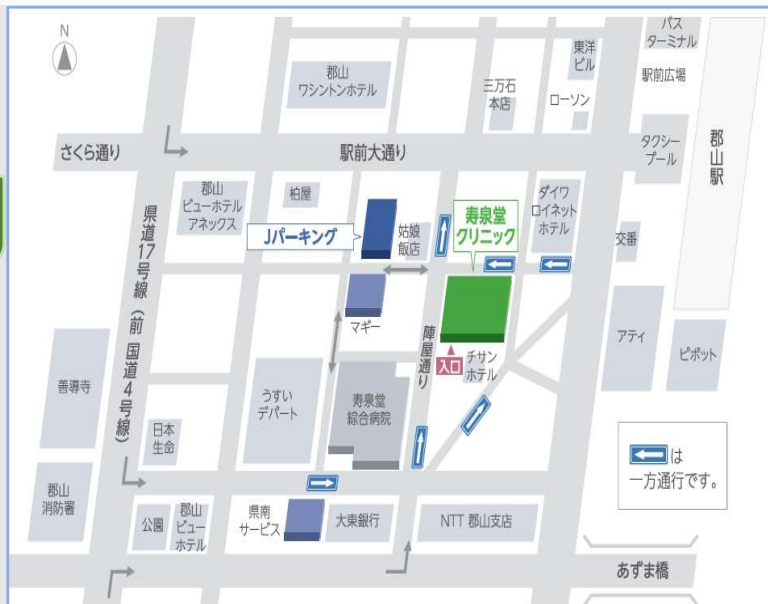 N
バス
ターミナル
東洋
ビル
郡山
ワシントンホテル
三万石
本店
ローソン
駅前広場
さくら通り
駅前大通り
タクシー
プール
郡山駅
郡山
ビューホテル
アネックス
柏屋
Jパーキング
姑娘
飯店
寿泉堂
クリニック
ダイワ
ロイネット
ホテル
交番
県道17号線(前 国道4号線)
マギー
陣屋通り
入口
チサン
ホテル
アティ
ピボット
善導寺
うすい
デパート
寿泉堂
綜合病院
日本
生命
は
一方通行です。
郡山
消防署
公園
郡山
ビュー
ホテル
県南
サービス
大東銀行
NTT 郡山支店
あずま橋